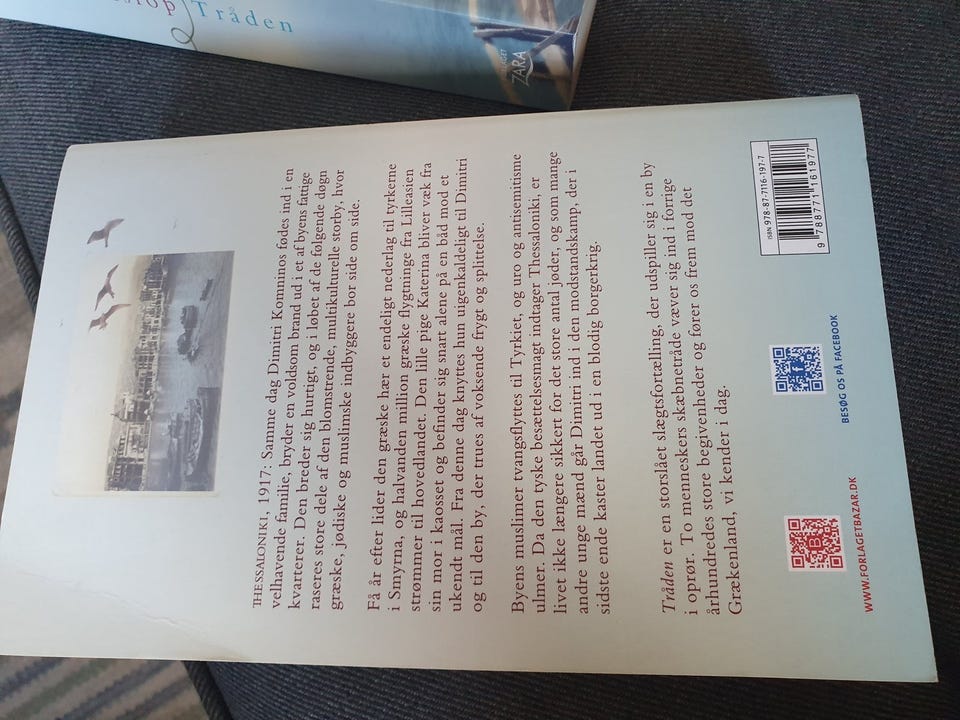 Tråden
THESSALONIKI, 1917: Samme dag Dimitri Komninos fødes ind i en
velhavende familie, bryder en voldsom brand ud i et af byens fattige
kvarterer. Den breder sig hurtigt, og i løbet af de følgende døgn
raseres store dele af den blomstrende, multikulturelle storby, hvor
græske, jødiske og muslimske indbyggere bor side om side.
Få år efter lider den græske hær et endeligt nederlag til tyrkerne
i Smyrna, og halvanden million græske flygtninge fra Lilleasien
strømmer til hovedlandet. Den lille pige Katerina bliver væk fra
sin mor i kaosset og befinder sig snart alene på en båd mod et
ukendt mål. Fra denne dag knyttes hun uigenkaldeligt til Dimitri
og til den by, der trues af voksende frygt og splittelse.
Byens muslimer tvangsflyttes til Tyrkiet, og uro og antisemitisme
ulmer. Da den tyske besættelsesmagt indtager Thessaloniki, er
livet ikke længere sikkert for det store antal jøder, og som mange
andre unge mænd går Dimitri ind i den modstandskamp, der i
sidste ende kaster landet ud i en blodig borgerkrig.
Tråden er en storslået slægtsfortælling, der udspiller sig i en by
i oprør. To menneskers skæbnetråde væver sig ind i forrige
århundredes store begivenheder og fører os frem mod det
Grækenland, vi kender i dag.
WWW.FORLAGETBAZAR.DK
BESØG OS PÅ FACEBOOK
ISBN 978-87-7116-197-7
9 788771 161977